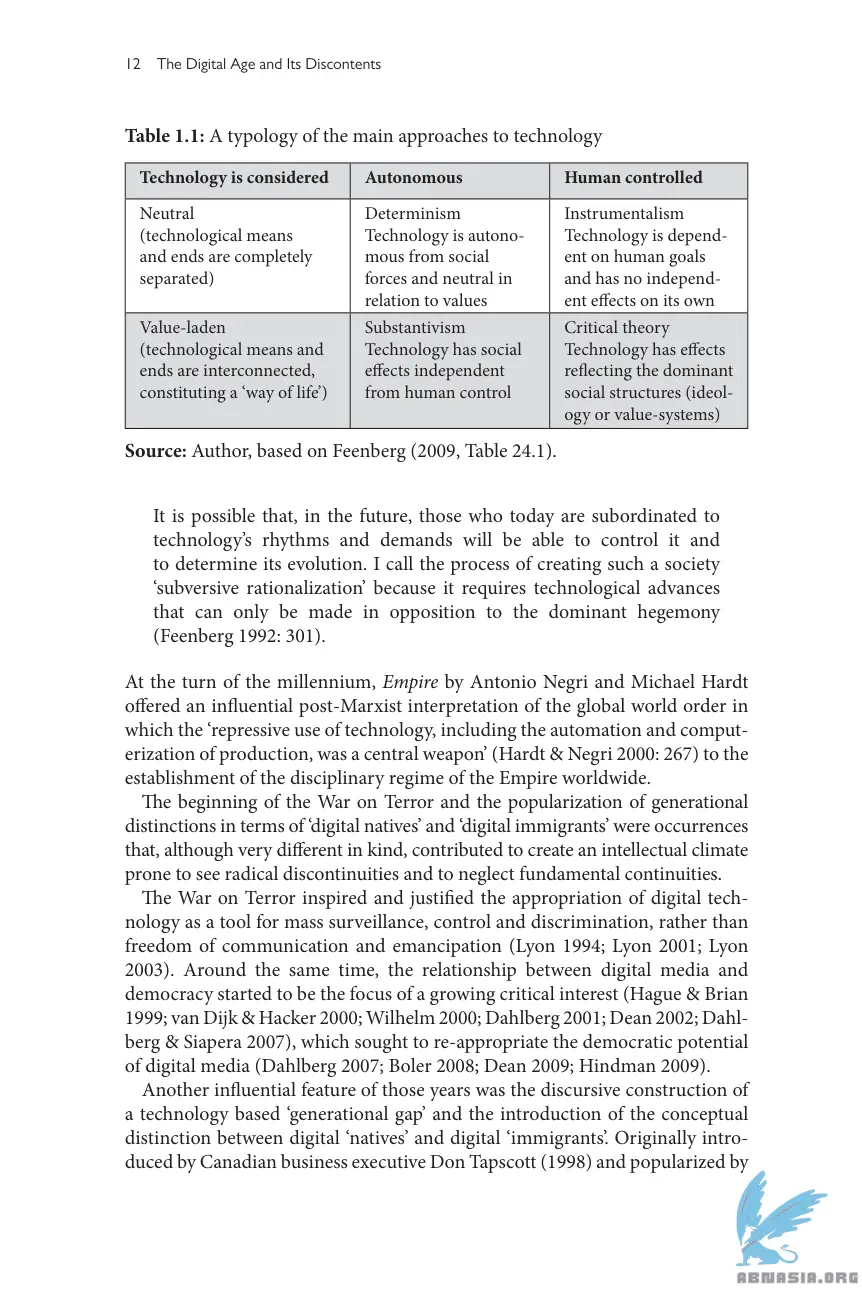 12 The Digital Age and Its Discontents
Table 1.1: A typology of the main approaches to technology
Technology is considered
Autonomous
Human controlled
Neutral
(technological means
and ends are completely
separated)
Determinism
Technology is autono-
mous from social
forces and neutral in
relation to values
Instrumentalism
Technology is depend-
ent on human goals
and has no independ-
ent effects on its own
Value-laden
(technological means and
ends are interconnected,
constituting a ‘way of life’)
Substantivism
Technology has social
effects independent
from human control
Critical theory
Technology has effects
reflecting the dominant
social structures (ideol-
ogy or value-systems)
Source: Author, based on Feenberg (2009, Table 24.1).
It is possible that, in the future, those who today are subordinated to
technology’s rhythms and demands will be able to control it and
to determine its evolution. I call the process of creating such a society
‘subversive rationalization’ because it requires technological advances
that can only be made in opposition to the dominant hegemony
(Feenberg 1992: 301).
At the turn of the millennium, Empire by Antonio Negri and Michael Hardt
offered an influential post-Marxist interpretation of the global world order in
which the ‘repressive use of technology, including the automation and comput-
erization of production, was a central weapon’ (Hardt & Negri 2000: 267) to the
establishment of the disciplinary regime of the Empire worldwide.
The beginning of the War on Terror and the popularization of generational
distinctions in terms of ‘digital natives’ and ‘digital immigrants’ were occurrences
that, although very different in kind, contributed to create an intellectual climate
prone to see radical discontinuities and to neglect fundamental continuities.
The War on Terror inspired and justified the appropriation of digital tech-
nology as a tool for mass surveillance, control and discrimination, rather than
freedom of communication and emancipation (Lyon 1994; Lyon 2001; Lyon
2003). Around the same time, the relationship between digital media and
democracy started to be the focus of a growing critical interest (Hague & Brian
1999; van Dijk & Hacker 2000; Wilhelm 2000; Dahlberg 2001; Dean 2002; Dahl-
berg & Siapera 2007), which sought to re-appropriate the democratic potential
of digital media (Dahlberg 2007; Boler 2008; Dean 2009; Hindman 2009).
Another influential feature of those years was the discursive construction of
a technology based ‘generational gap’ and the introduction of the conceptual
distinction between digital ‘natives’ and digital ‘immigrants’. Originally intro-
duced by Canadian business executive Don Tapscott (1998) and popularized by
ABNASIA.ORG